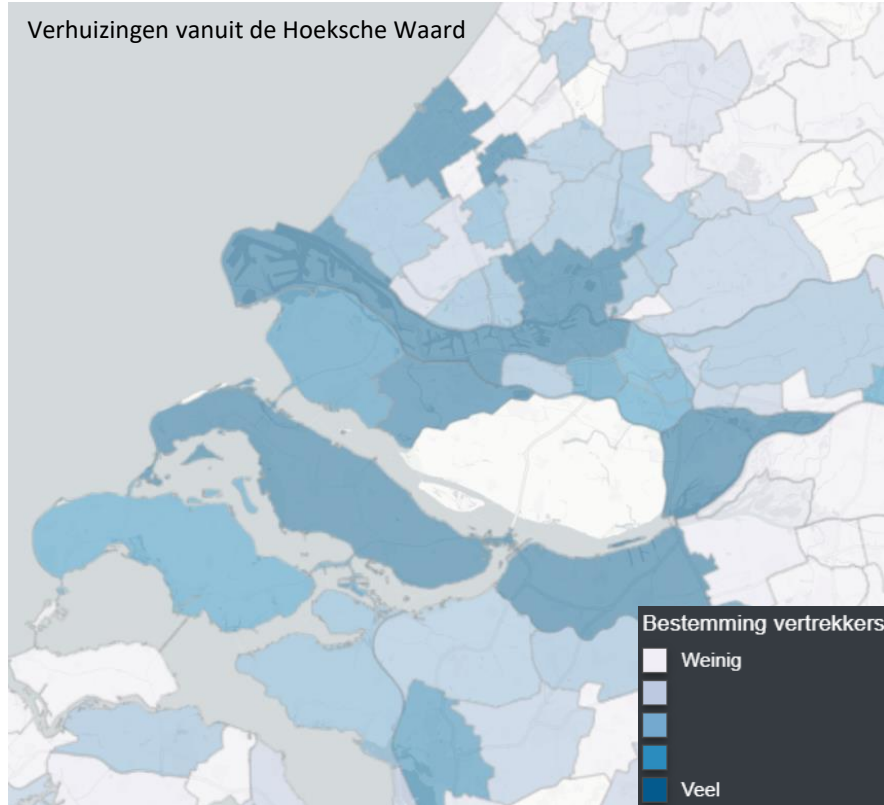 Verhuizingen vanuit de Hoeksche Waard
Bestemming vertrekkers
Weinig
Veel